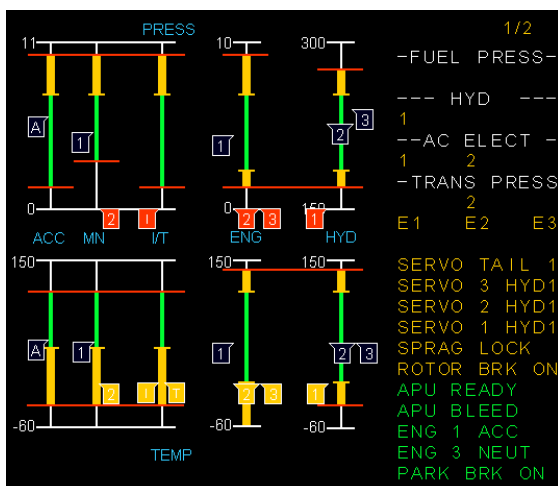 PRESS
11 10 300
A 1 1 2 3
0 0 150
2 I 2 3 1
ACC MN I/T ENG HYD
150 150 150
A 1 1 2 3
2 I T 2 3 1
-60 -60 -60
TEMP
1/2
-FUEL PRESS-
--- HYD ---
1
--AC ELECT -
1 2
-TRANS PRESS
2
E1 E2 E3
SERVO TAIL 1
SERVO 3 HYD1
SERVO 2 HYD1
SERVO 1 HYD1
SPRAG LOCK
ROTOR BRK ON
APU READY
APU BLEED
ENG 1 ACC
ENG 3 NEUT
PARK BRK ON